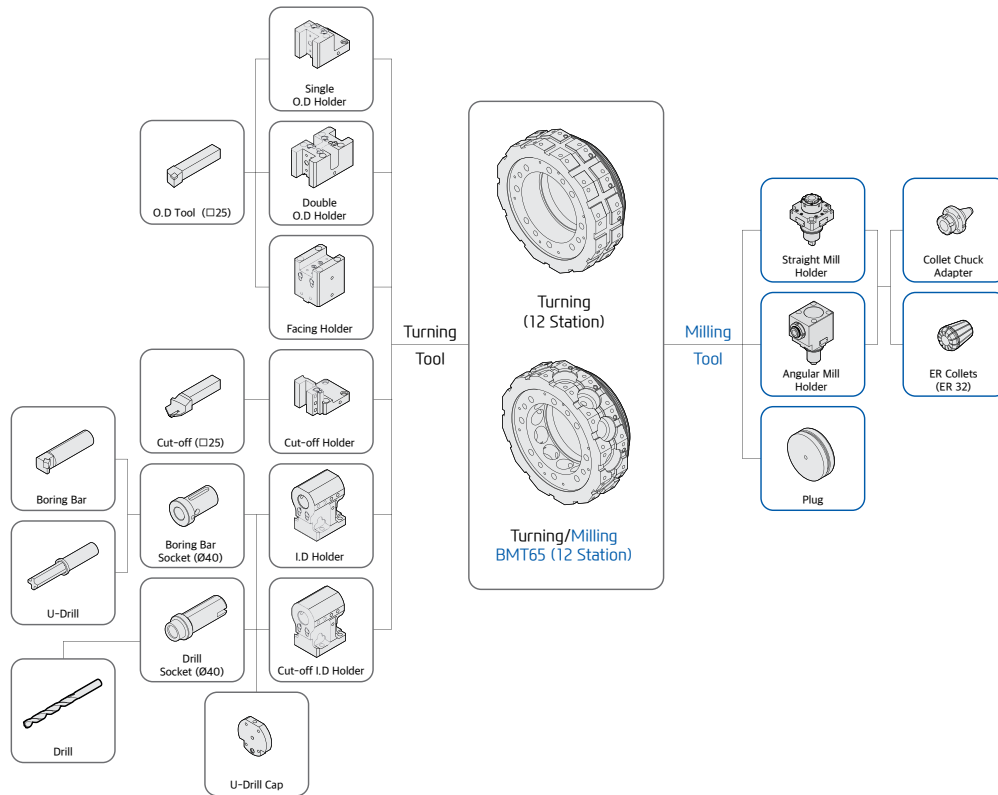 Single
O.D Holder
O.D Tool (□25)
Double
O.D Holder
Facing Holder
Cut-off (□25)
Cut-off Holder
Boring Bar
Boring Bar
Socket (Ø40)
I.D Holder
U-Drill
Drill
Socket (Ø40)
Cut-off I.D Holder
Drill
U-Drill Cap
Turning
Tool
Turning
(12 Station)
Turning/Milling
BMT65 (12 Station)
Milling
Tool
Straight Mill
Holder
Collet Chuck
Adapter
Angular Mill
Holder
ER Collets
(ER 32)
Plug